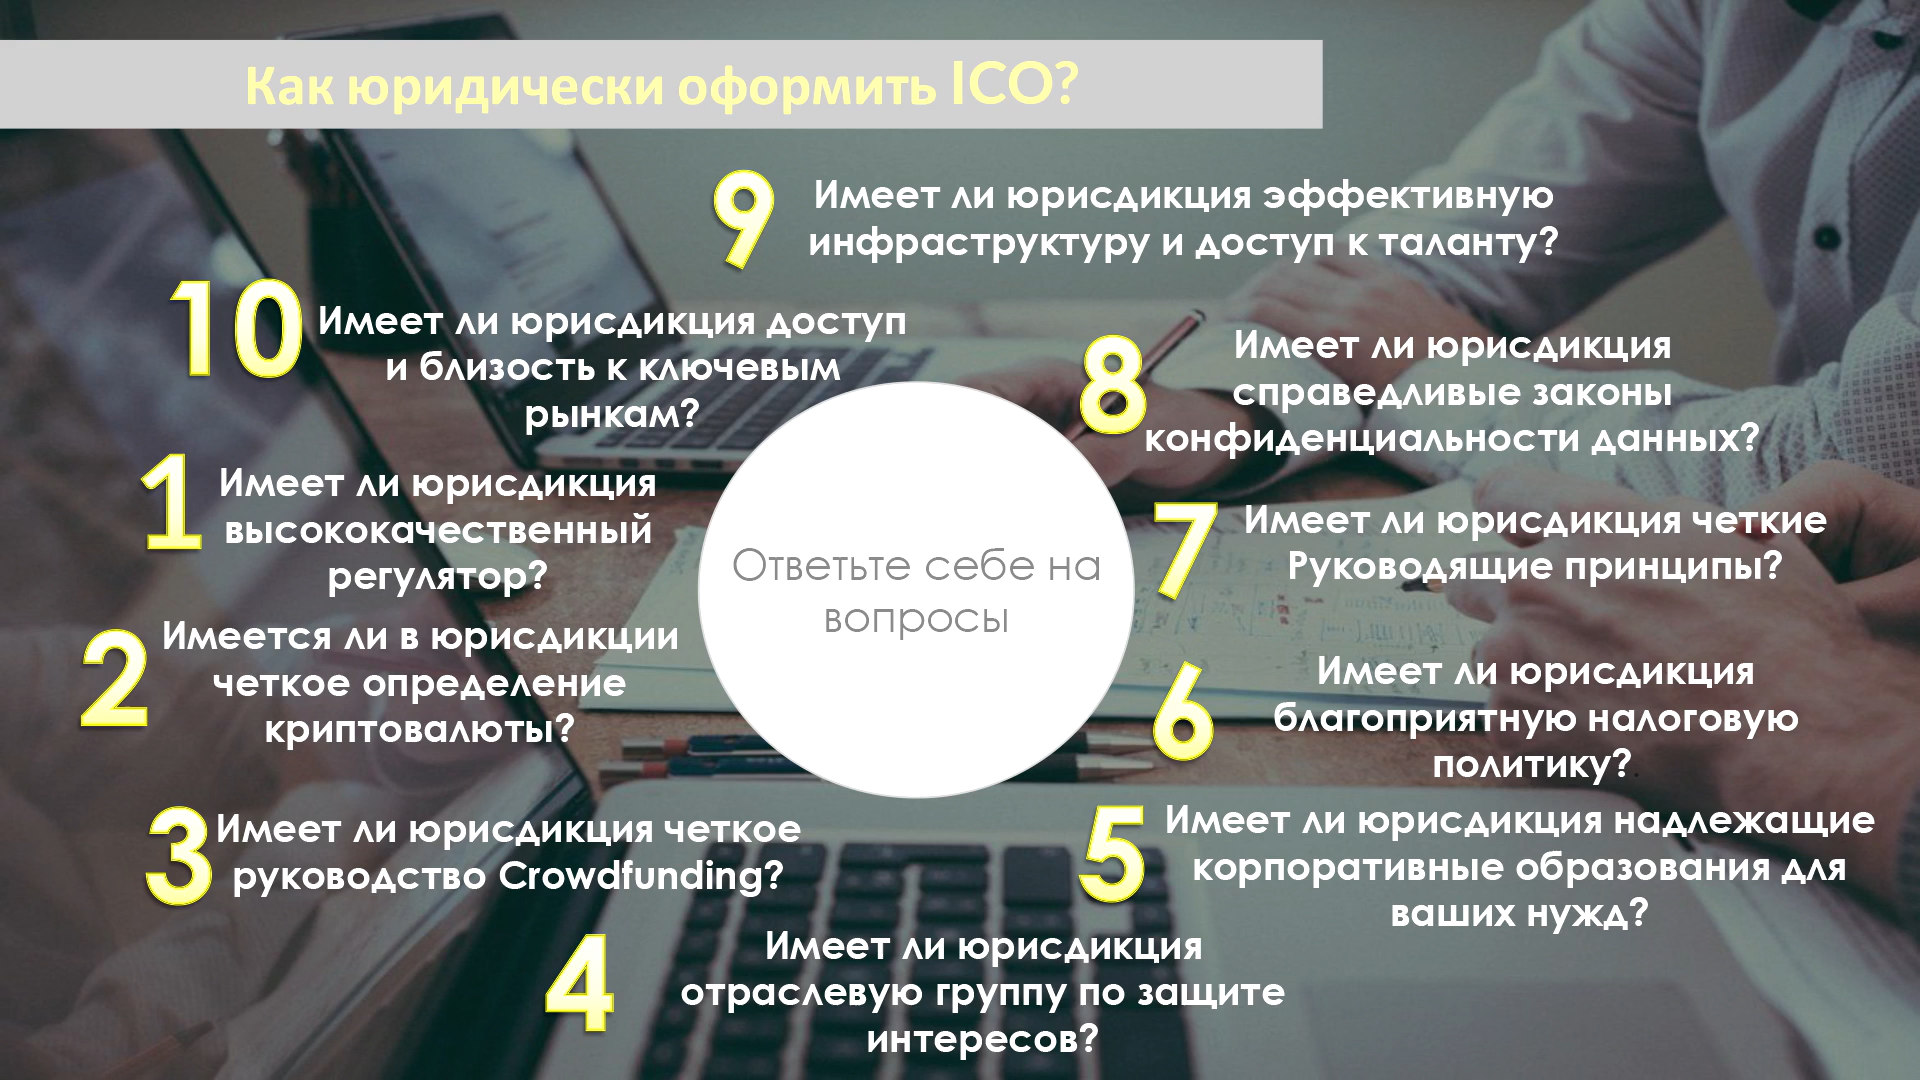 Как юридически оформить ICO?
9
Имеет ли юрисдикция эффективную
инфраструктуру и доступ к таланту?
10
Имеет ли юрисдикция доступ
и близость к ключевым
рынкам?
8
Имеет ли юрисдикция
справедливые законы
конфиденциальности данных?
1
Имеет ли юрисдикция
высококачественный
регулятор?
7
Имеет ли юрисдикция четкие
Руководящие принципы?
Ответьте себе на
вопросы
2
Имеется ли в юрисдикции
четкое определение
криптовалюты?
6
Имеет ли юрисдикция
благоприятную налоговую
политику?.
3
Имеет ли юрисдикция четкое
руководство Crowdfunding?
5
Имеет ли юрисдикция надлежащие
корпоративные образования для
ваших нужд?
4
Имеет ли юрисдикция
отраслевую группу по защите
интересов?